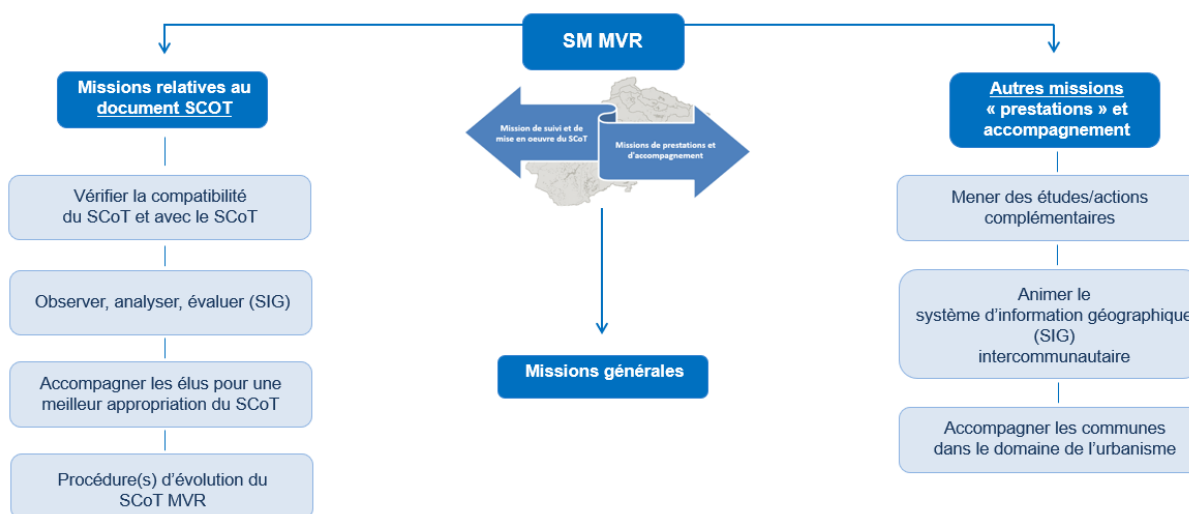 SM MVR
Missions relatives au
document SCOT
Vérifier la compatibilité
du SCoT et avec le SCoT
Observer, analyser, évaluer (SIG)
Accompagner les élus pour une
meilleur appropriation du SCoT
Procédure(s) d'évolution du
SCoT MVR
Mission de suivi et de
mise en oeuvre du SCoT
Missions de prestations et
d'accompagnement
Missions générales
Autres missions
« prestations » et
accompagnement
Mener des études/actions
complémentaires
Animer le
système d'information géographique
(SIG)
intercommunautaire
Accompagner les communes
dans le domaine de l'urbanisme